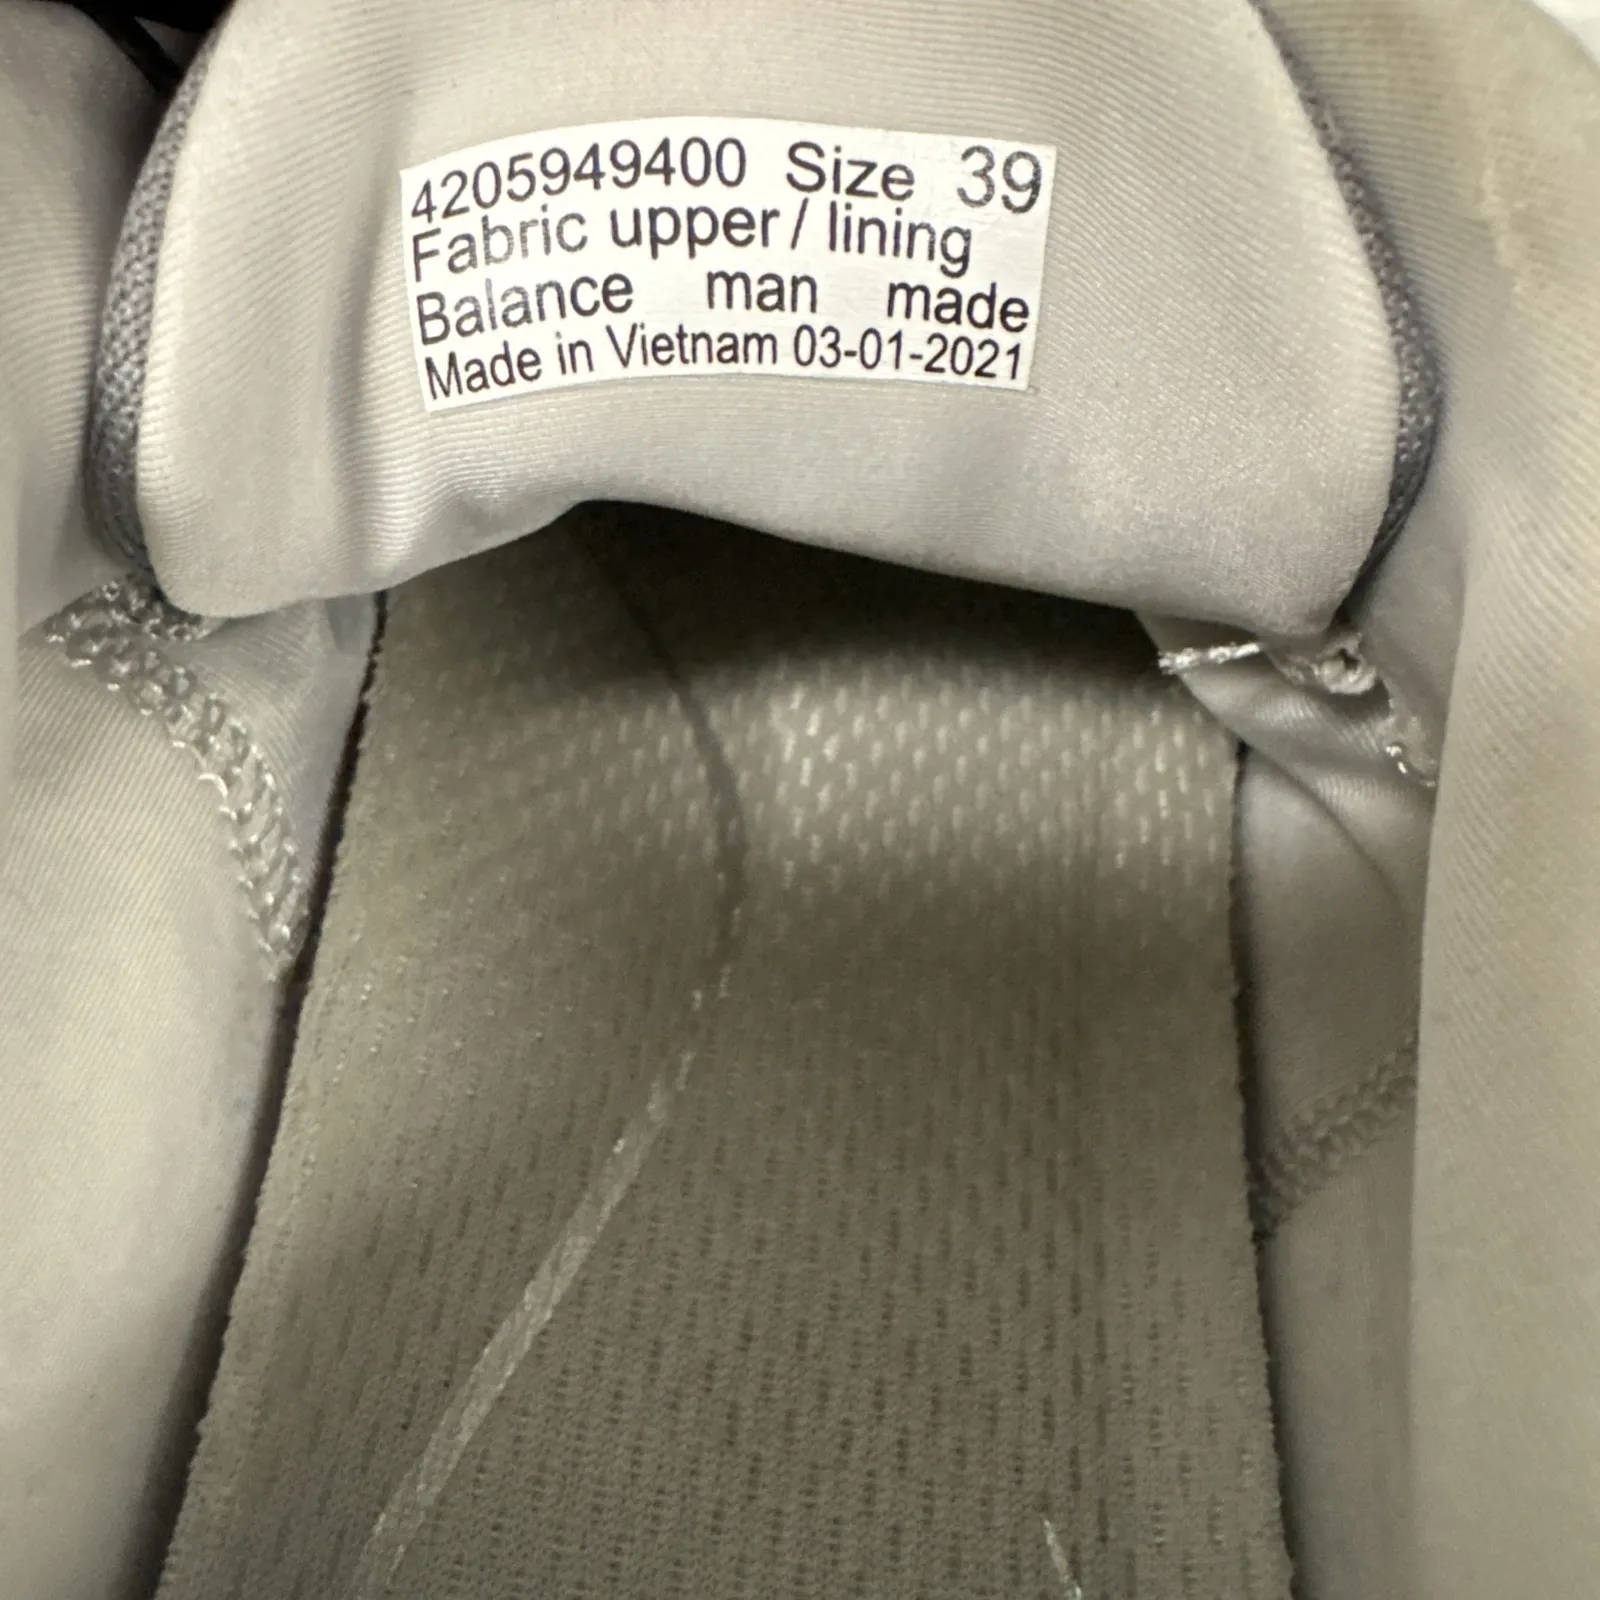 4205949400 Size 39
Fabric upper / lining
Balance man made
Made in Vietnam 03-01-2021